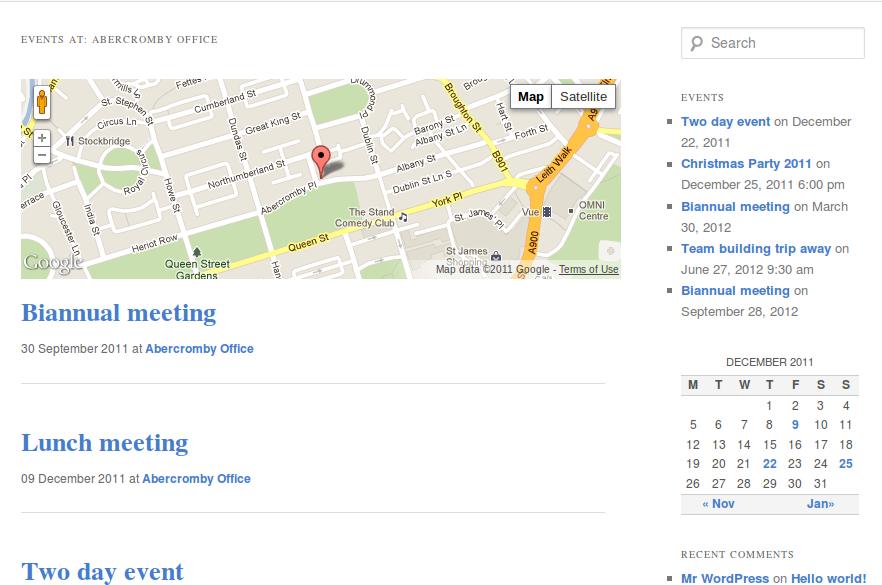 EVENTS AT: ABERCROMBY OFFICE
Map Satellite
Fettes
Cumberland St
St. Stephen St
Circus Ln
Great King St
Drummond Pl
Broughton St
Barony St
Albany St Ln
Hart St
Forth St
Stockbridge
Dundas St
Dublin St
B901
Leith Walk
Royal Circus
Northumberland St
Albany St
Howe St
Abercromby Pl
Dublin St Ln S
York Pl
India St
Gloucester Ln
Heriot Row
The Stand
Comedy Club
St. James' Pl
Vue
OMNI
Centre
Queen St
A900
Queen Street
Gardens
St James
Shopping
Google
Map data ©2011 Google - Terms of Use
Biannual meeting
30 September 2011 at Abercromby Office
Lunch meeting
09 December 2011 at Abercromby Office
Two day event
Search
EVENTS
Two day event on December
22, 2011
Christmas Party 2011 on
December 25, 2011 6:00 pm
Biannual meeting on March
30, 2012
Team building trip away on
June 27, 2012 9:30 am
Biannual meeting on
September 28, 2012
DECEMBER 2011
M T W T F S S
1 2 3 4
5 6 7 8 9 10 11
12 13 14 15 16 17 18
19 20 21 22 23 24 25
26 27 28 29 30 31
« Nov Jan»
RECENT COMMENTS
Mr WordPress on Hello world!